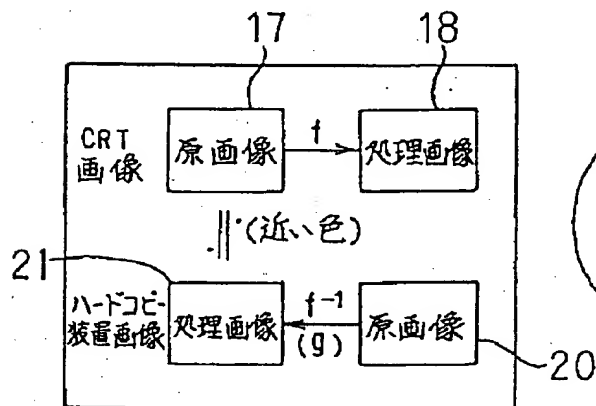 17
18
CRT
画像
原画像
f
処理画像
(近い色)
21
ハードコピー
装置画像
処理画像
f-1
(g)
原画像
20